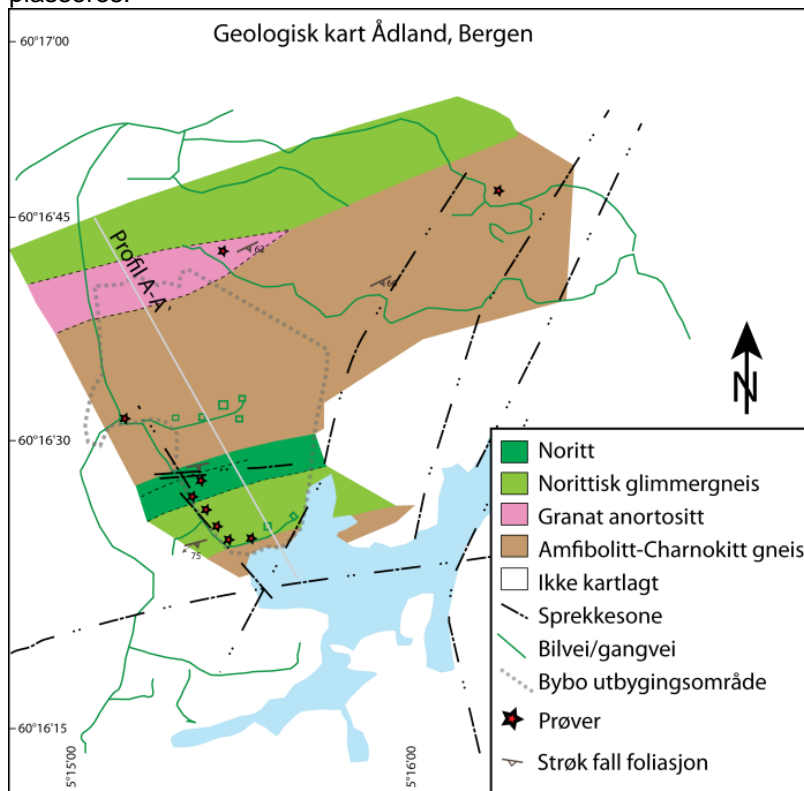 plasseres.
Geologisk kart Ådland, Bergen
60°17'00
60°16'45
Profil A-A'
62
60
60°16'30
N
75
Noritt
Norittisk glimmergneis
Granat anortositt
Amfibolitt-Charnokitt gneis
Ikke kartlagt
Sprekkesone
Bilvei/gangvei
Bybo utbygingsområde
Prøver
Strøk fall foliasjon
60°16'15
5°15'00
5°16'00